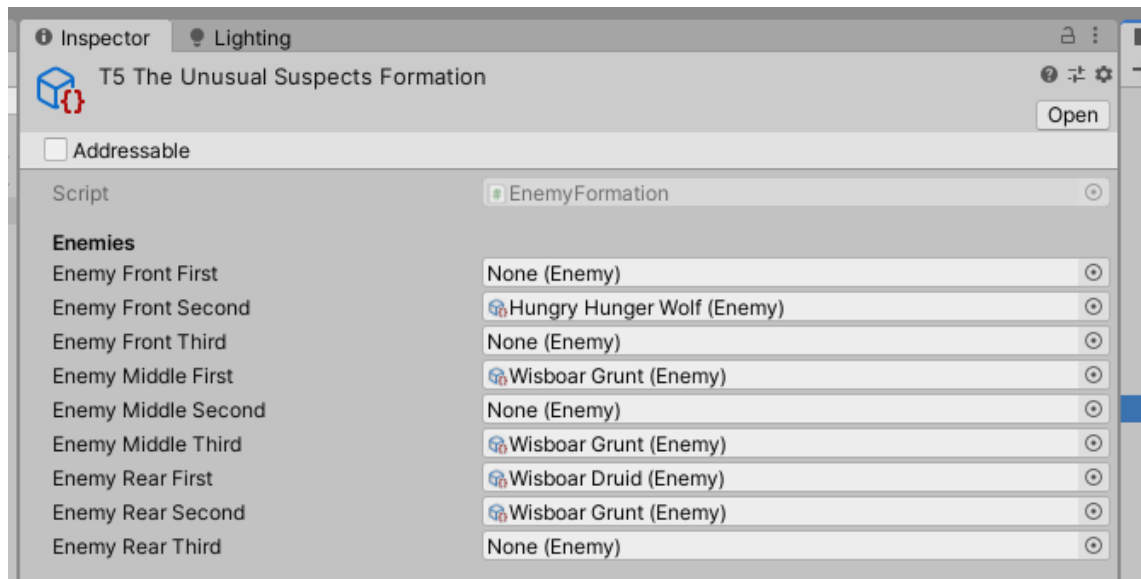 Inspector Lighting
T5 The Unusual Suspects Formation
Open
Addressable
Script EnemyFormation
Enemies
Enemy Front First None (Enemy)
Enemy Front Second Hungry Hunger Wolf (Enemy)
Enemy Front Third None (Enemy)
Enemy Middle First Wisboar Grunt (Enemy)
Enemy Middle Second None (Enemy)
Enemy Middle Third Wisboar Grunt (Enemy)
Enemy Rear First Wisboar Druid (Enemy)
Enemy Rear Second Wisboar Grunt (Enemy)
Enemy Rear Third None (Enemy)